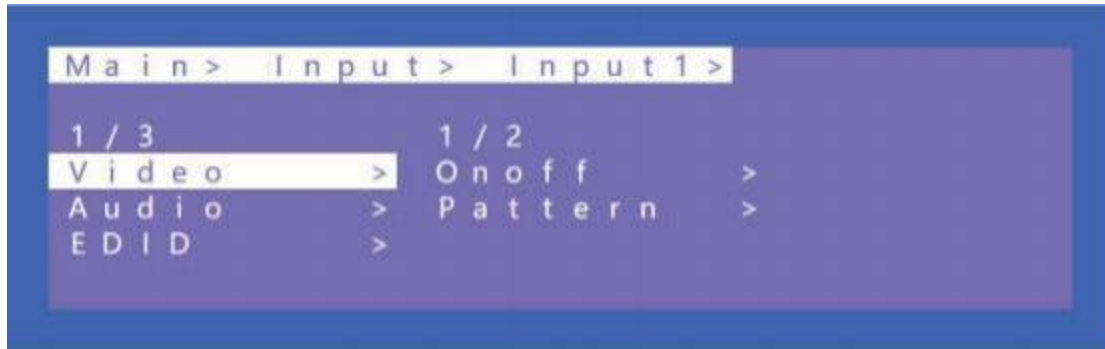 Main> Input> Input1>
1/3 1/2
Video > Onoff >
Audio > Pattern >
EDID >